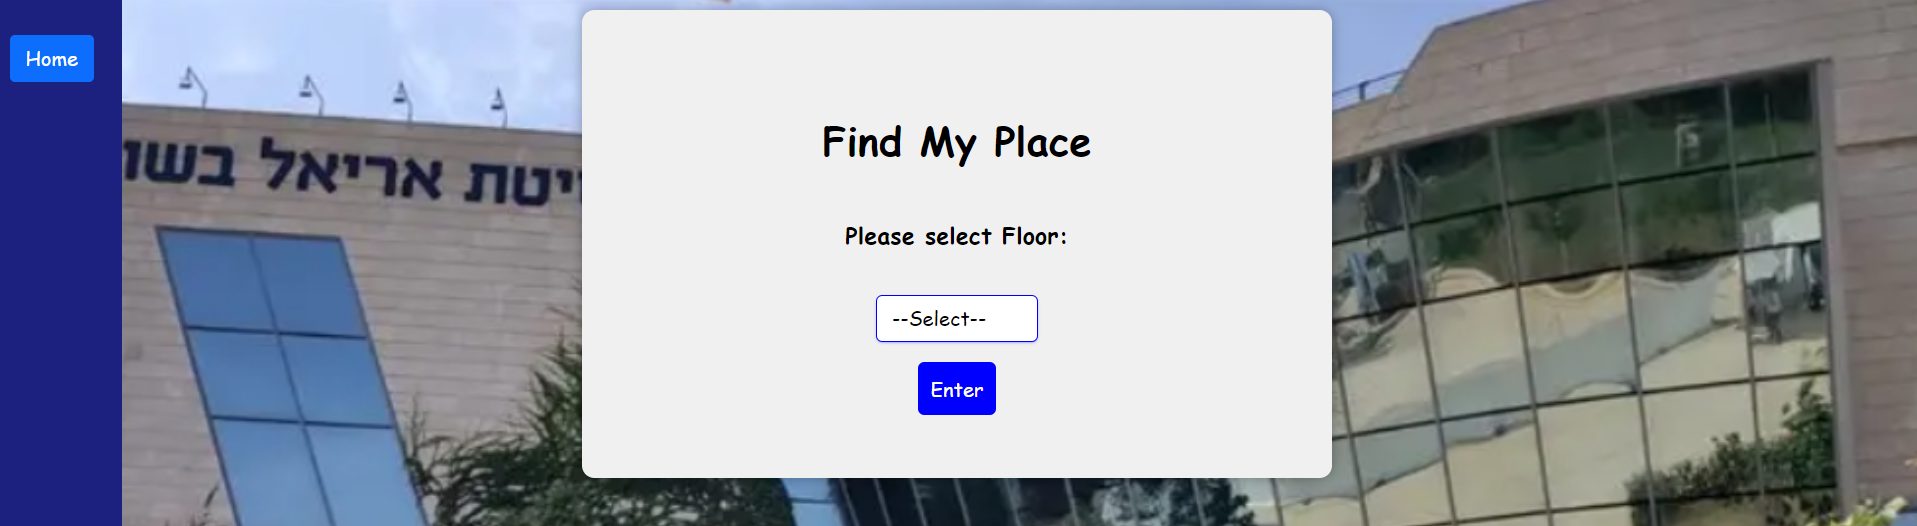 Home
Find My Place
Please select Floor:
--Select--
Enter
אריאל